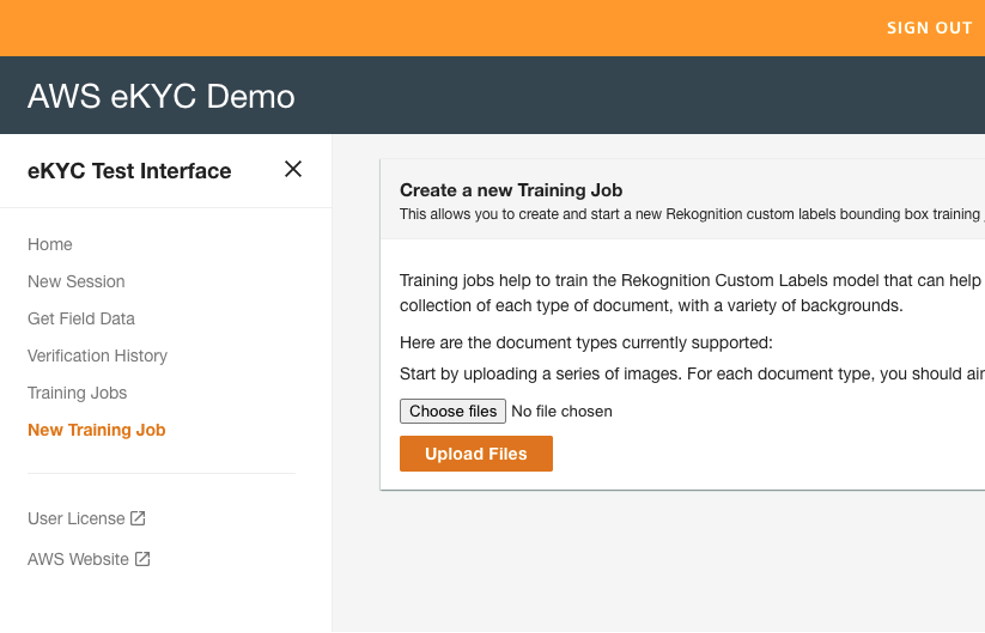 SIGN OUT
AWS eKYC Demo
eKYC Test Interface
Home
New Session
Get Field Data
Verification History
Training Jobs
New Training Job
User License
AWS Website
Create a new Training Job
This allows you to create and start a new Rekognition custom labels bounding box training
Training jobs help to train the Rekognition Custom Labels model that can help
collection of each type of document, with a variety of backgrounds.
Here are the document types currently supported:
Start by uploading a series of images. For each document type, you should
Choose files No file chosen
Upload Files